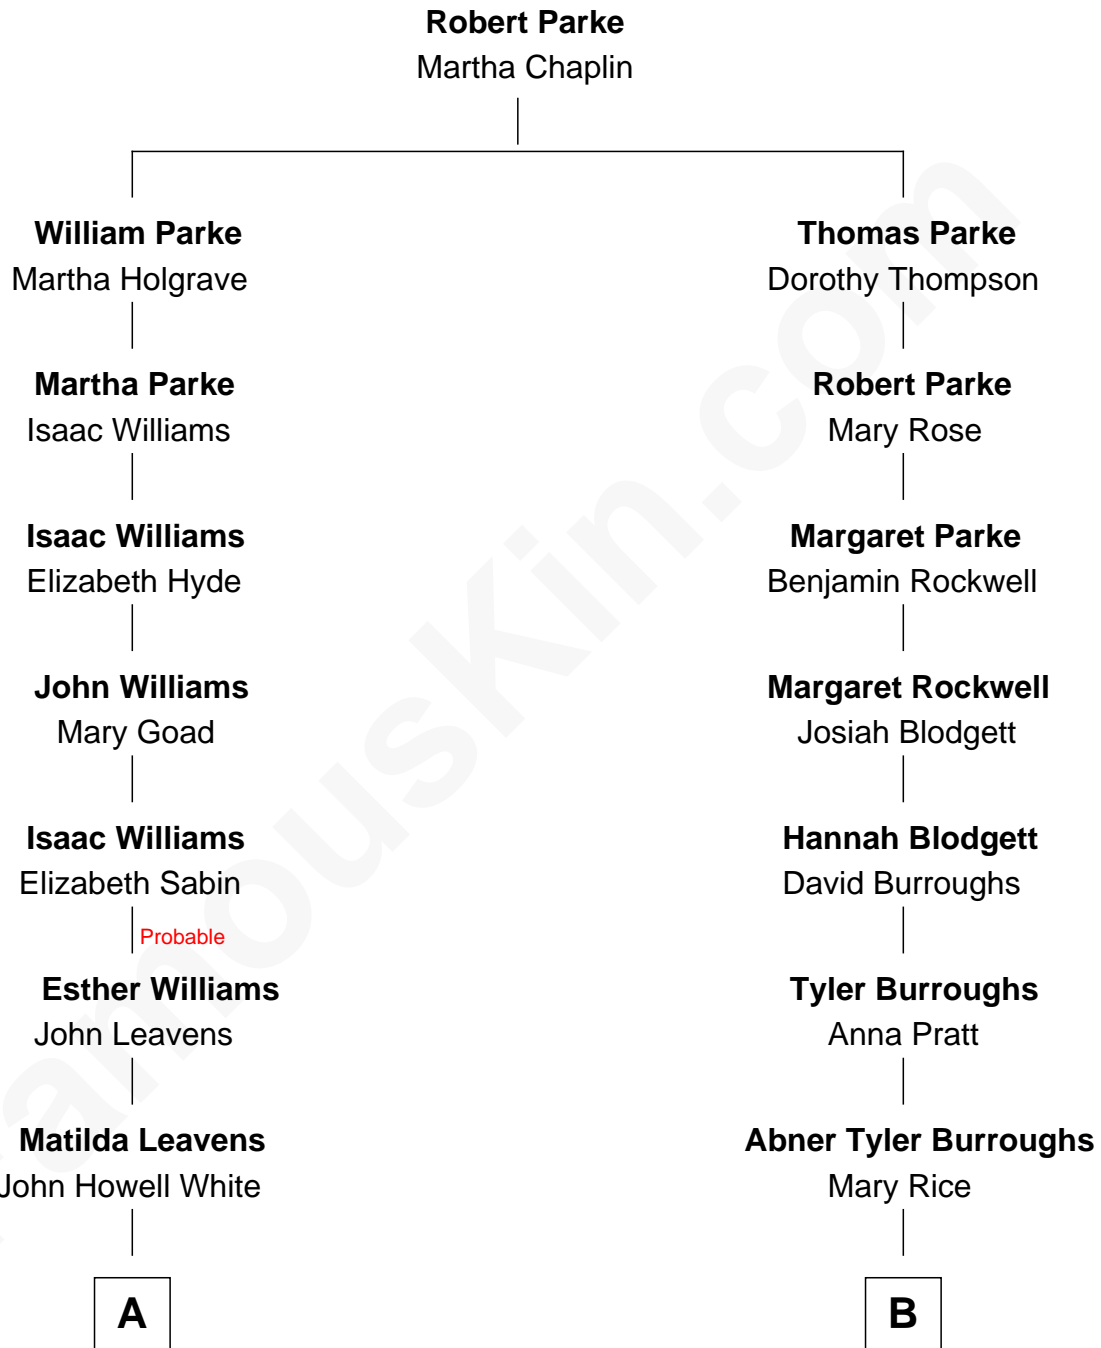 Robert Parke
Martha Chaplin
William Parke
Martha Holgrave
Martha Parke
Isaac Williams
Isaac Williams
Elizabeth Hyde
John Williams
Mary Goad
Isaac Williams
Elizabeth Sabin
Probable
Esther Williams
John Leavens
Matilda Leavens
John Howell White
A
Thomas Parke
Dorothy Thompson
Robert Parke
Mary Rose
Margaret Parke
Benjamin Rockwell
Margaret Rockwell
Josiah Blodgett
Hannah Blodgett
David Burroughs
Tyler Burroughs
Anna Pratt
Abner Tyler Burroughs
Mary Rice
B
FamousKin.com